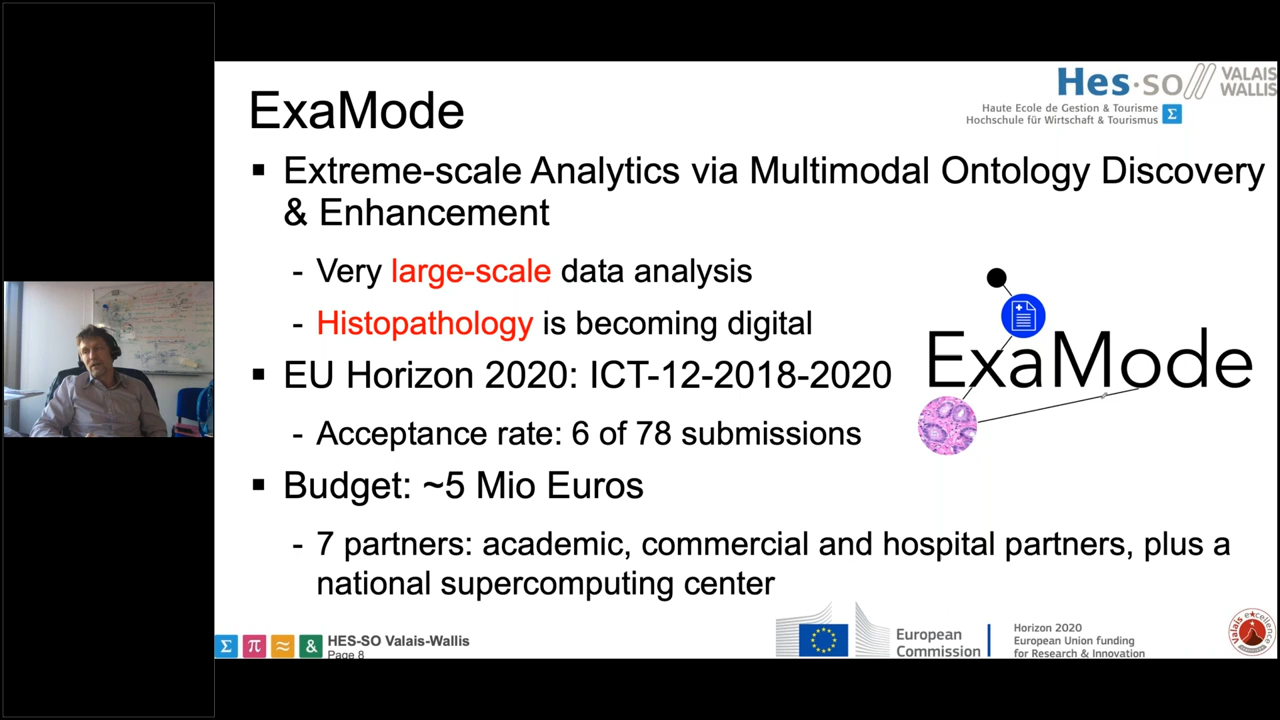 Hes·so VALAIS
WALLIS
Haute Ecole de Gestion & Tourisme
Hochschule für Wirtschaft & Tourismus Σ
ExaMode
▪ Extreme-scale Analytics via Multimodal Ontology Discovery
& Enhancement
- Very large-scale data analysis
- Histopathology is becoming digital
▪ EU Horizon 2020: ICT-12-2018-2020
- Acceptance rate: 6 of 78 submissions
ExaMode
▪ Budget: ~5 Mio Euros
- 7 partners: academic, commercial and hospital partners, plus a
national supercomputing center
Σ π ≈ &
HES-SO Valais-Wallis
Page 8
European
Commission
Horizon 2020
European Union funding
for Research & Innovation
Valais excellence